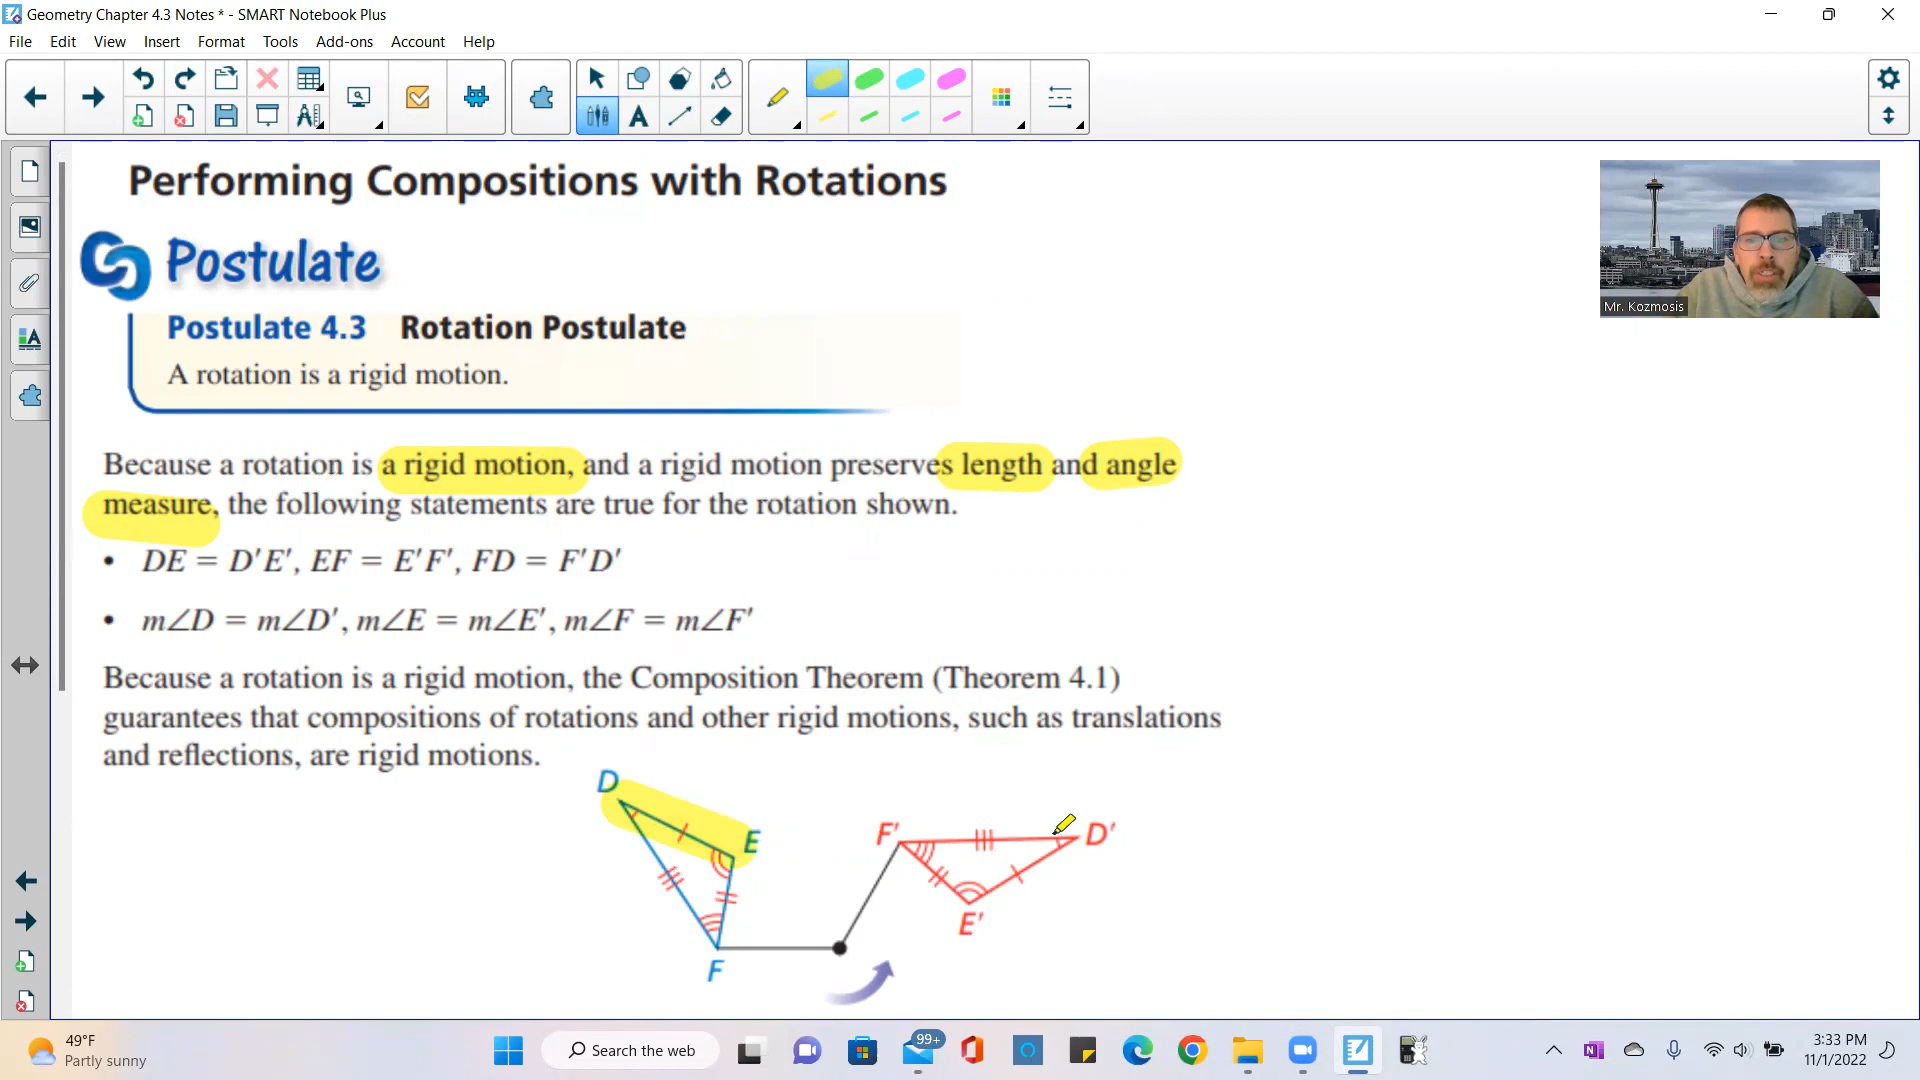 Geometry Chapter 4.3 Notes * - SMART Notebook Plus
File Edit View Insert Format Tools Add-ons Account Help
Performing Compositions with Rotations
Postulate
Postulate 4.3 Rotation Postulate
A rotation is a rigid motion.
Mr. Kozmosis
Because a rotation is a rigid motion, and a rigid motion preserves length and angle
measure, the following statements are true for the rotation shown.
• DE = D′E′, EF = E′F′, FD = F′D′
• m∠D = m∠D′, m∠E = m∠E′, m∠F = m∠F′
Because a rotation is a rigid motion, the Composition Theorem (Theorem 4.1)
guarantees that compositions of rotations and other rigid motions, such as translations
and reflections, are rigid motions.
D
E
F
F′
D′
E′
49°F
Partly sunny
Search the web
99+
3:33 PM
11/1/2022